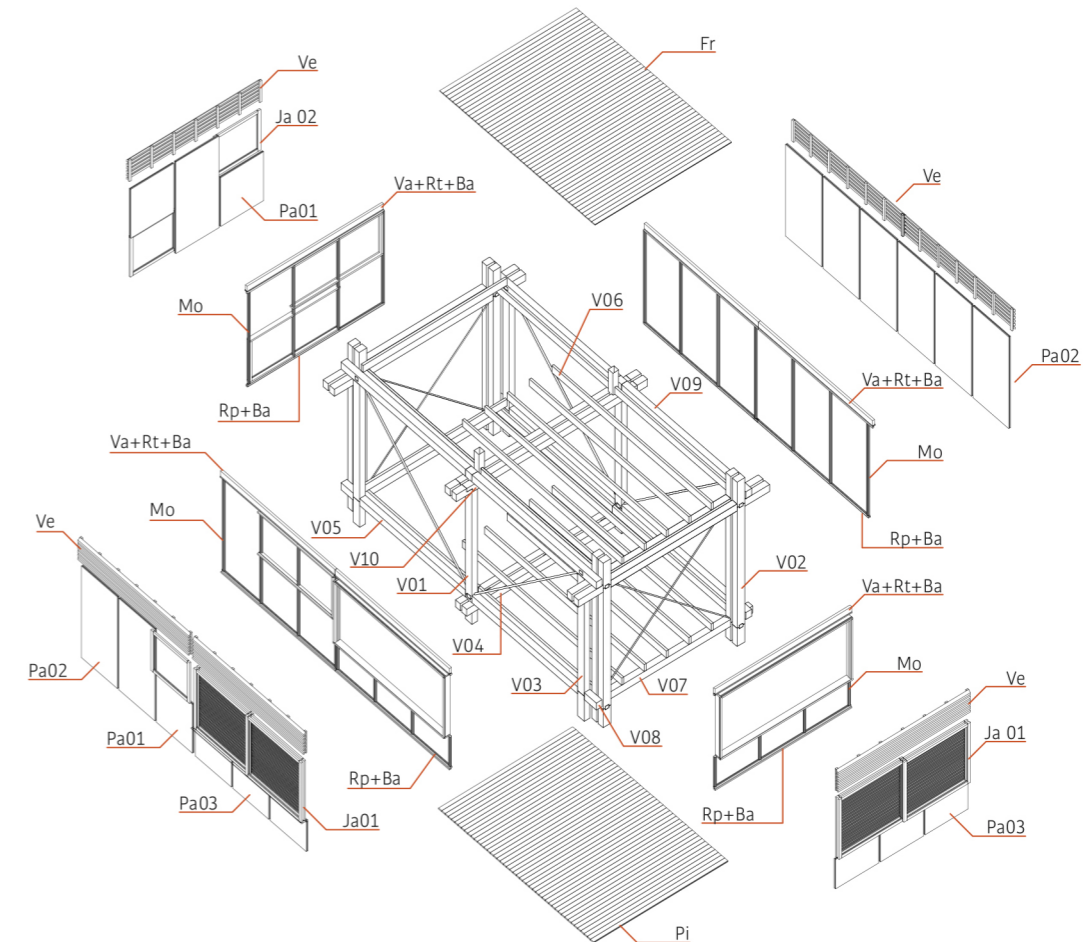 Fr
Ve
Ja 02
Pa01
Va+Rt+Ba
Mo
Rp+Ba
Ve
Pa02
Va+Rt+Ba
Mo
Rp+Ba
V06
V09
V05
V10
V01
V04
V03
V08
V07
V02
Va+Rt+Ba
Mo
Ve
Pa02
Pa01
Pa03
Ja01
Rp+Ba
Va+Rt+Ba
Mo
Rp+Ba
Ve
Ja 01
Pa03
Pi